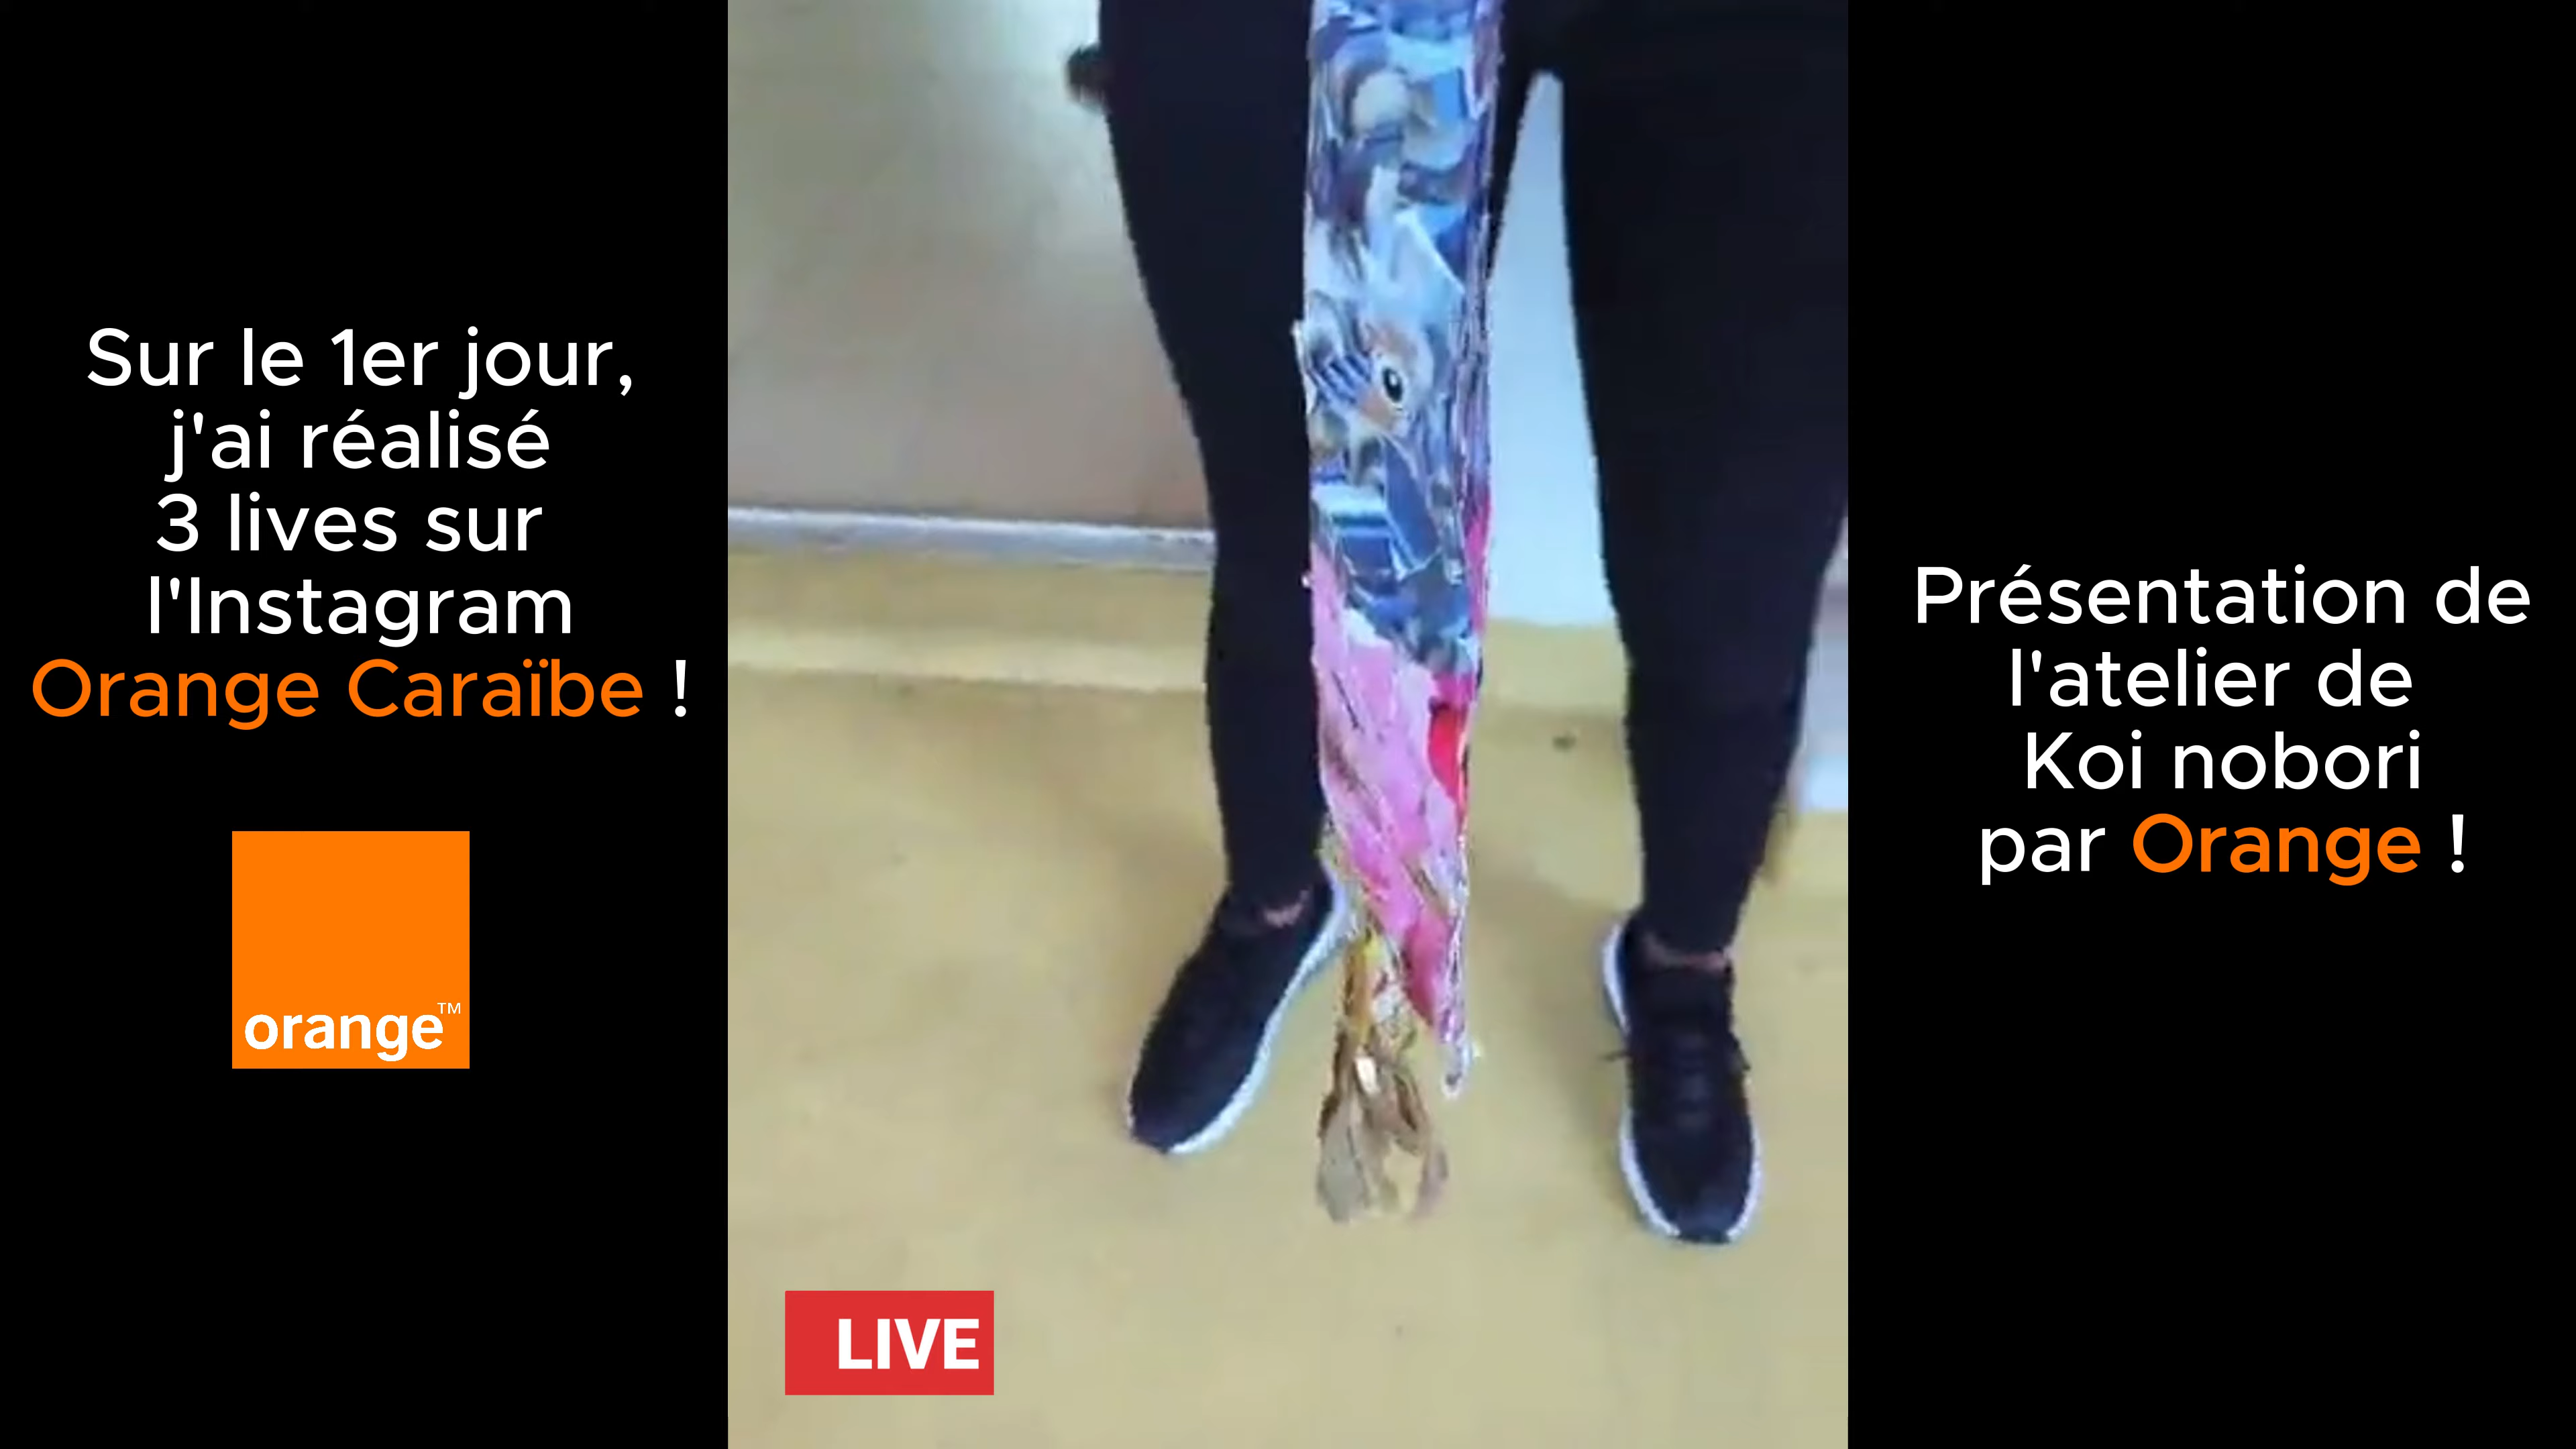 Sur le 1er jour,
j'ai réalisé
3 lives sur
l'Instagram
Orange Caraïbe !
orange™
LIVE
Présentation de
l'atelier de
Koi nobori
par Orange !